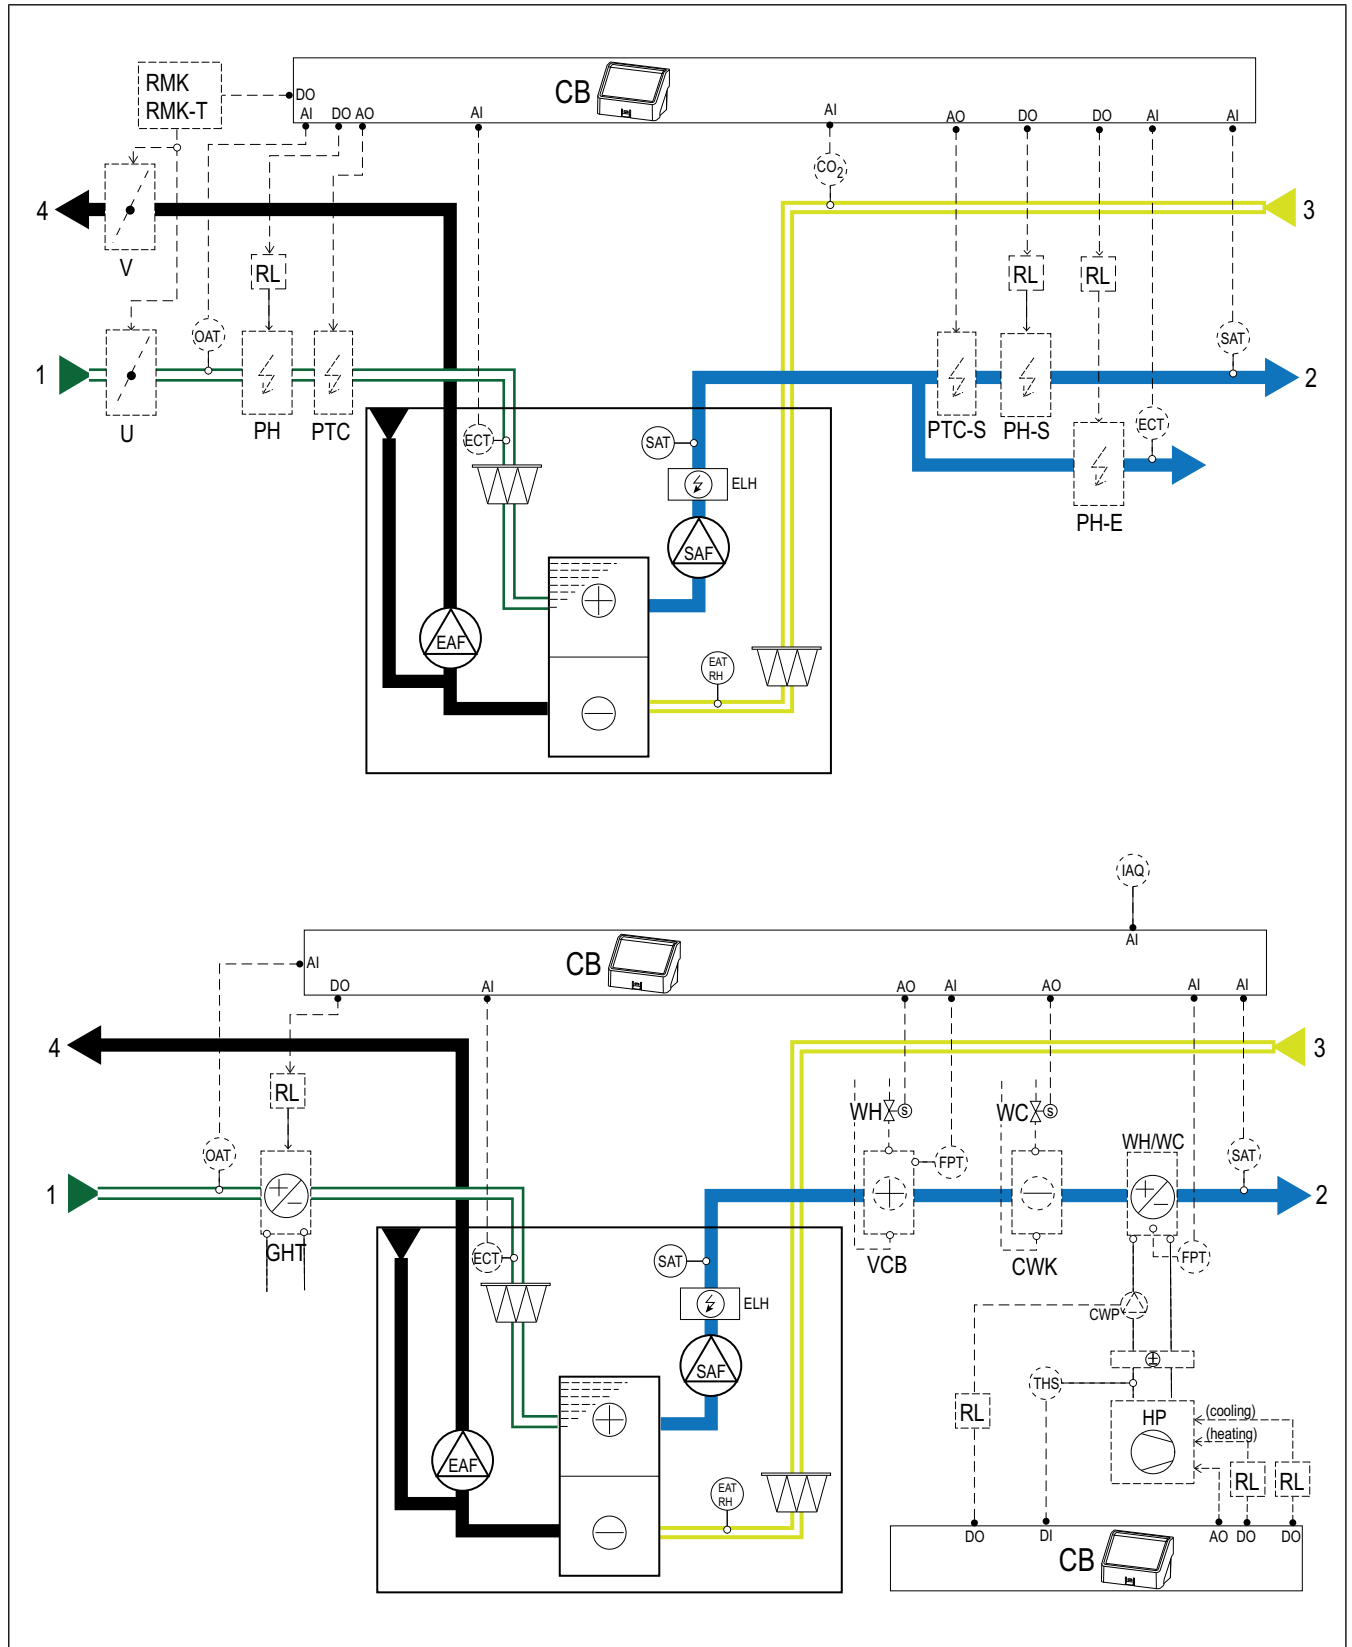 RMK
RMK-T
DO
AI
DO
AO
AI
CB
AI
AO
DO
DO
AI
AI
CO2
4
3
V
RL
RL
RL
OAT
SAT
1
2
U
PH
PTC
PTC-S
PH-S
ECT
ECT
SAT
ELH
PH-E
SAF
EAF
EAT
RH
IAQ
AI
CB
AI
DO
AI
AO
AI
AO
AI
AI
4
3
RL
WH
S
WC
S
WH/WC
OAT
FPT
SAT
1
2
GHT
ECT
SAT
VCB
CWK
FPT
ELH
CWP
SAF
THS
RL
HP
(cooling)
(heating)
EAF
EAT
RH
RL
RL
DO
DI
AO
DO
DO
CB